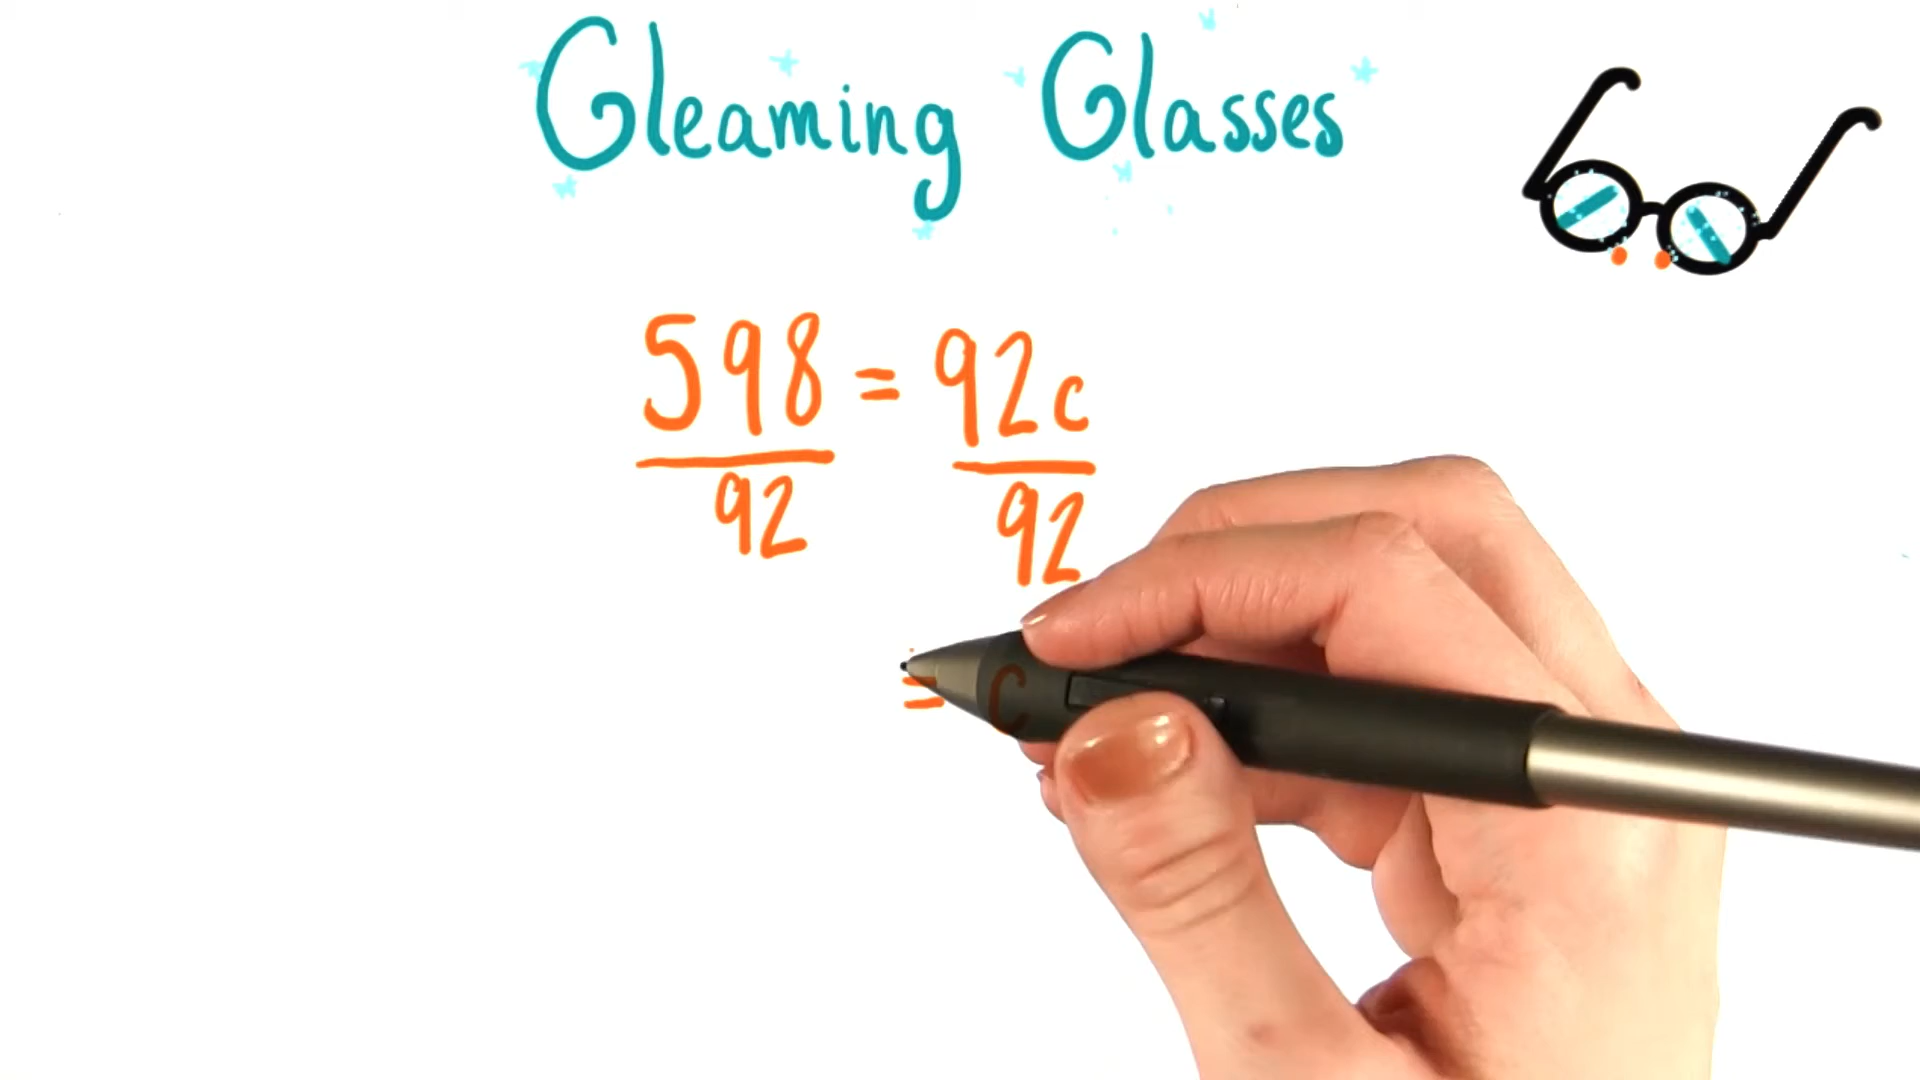 Gleaming Glasses
598 = 92c
92 92
= c